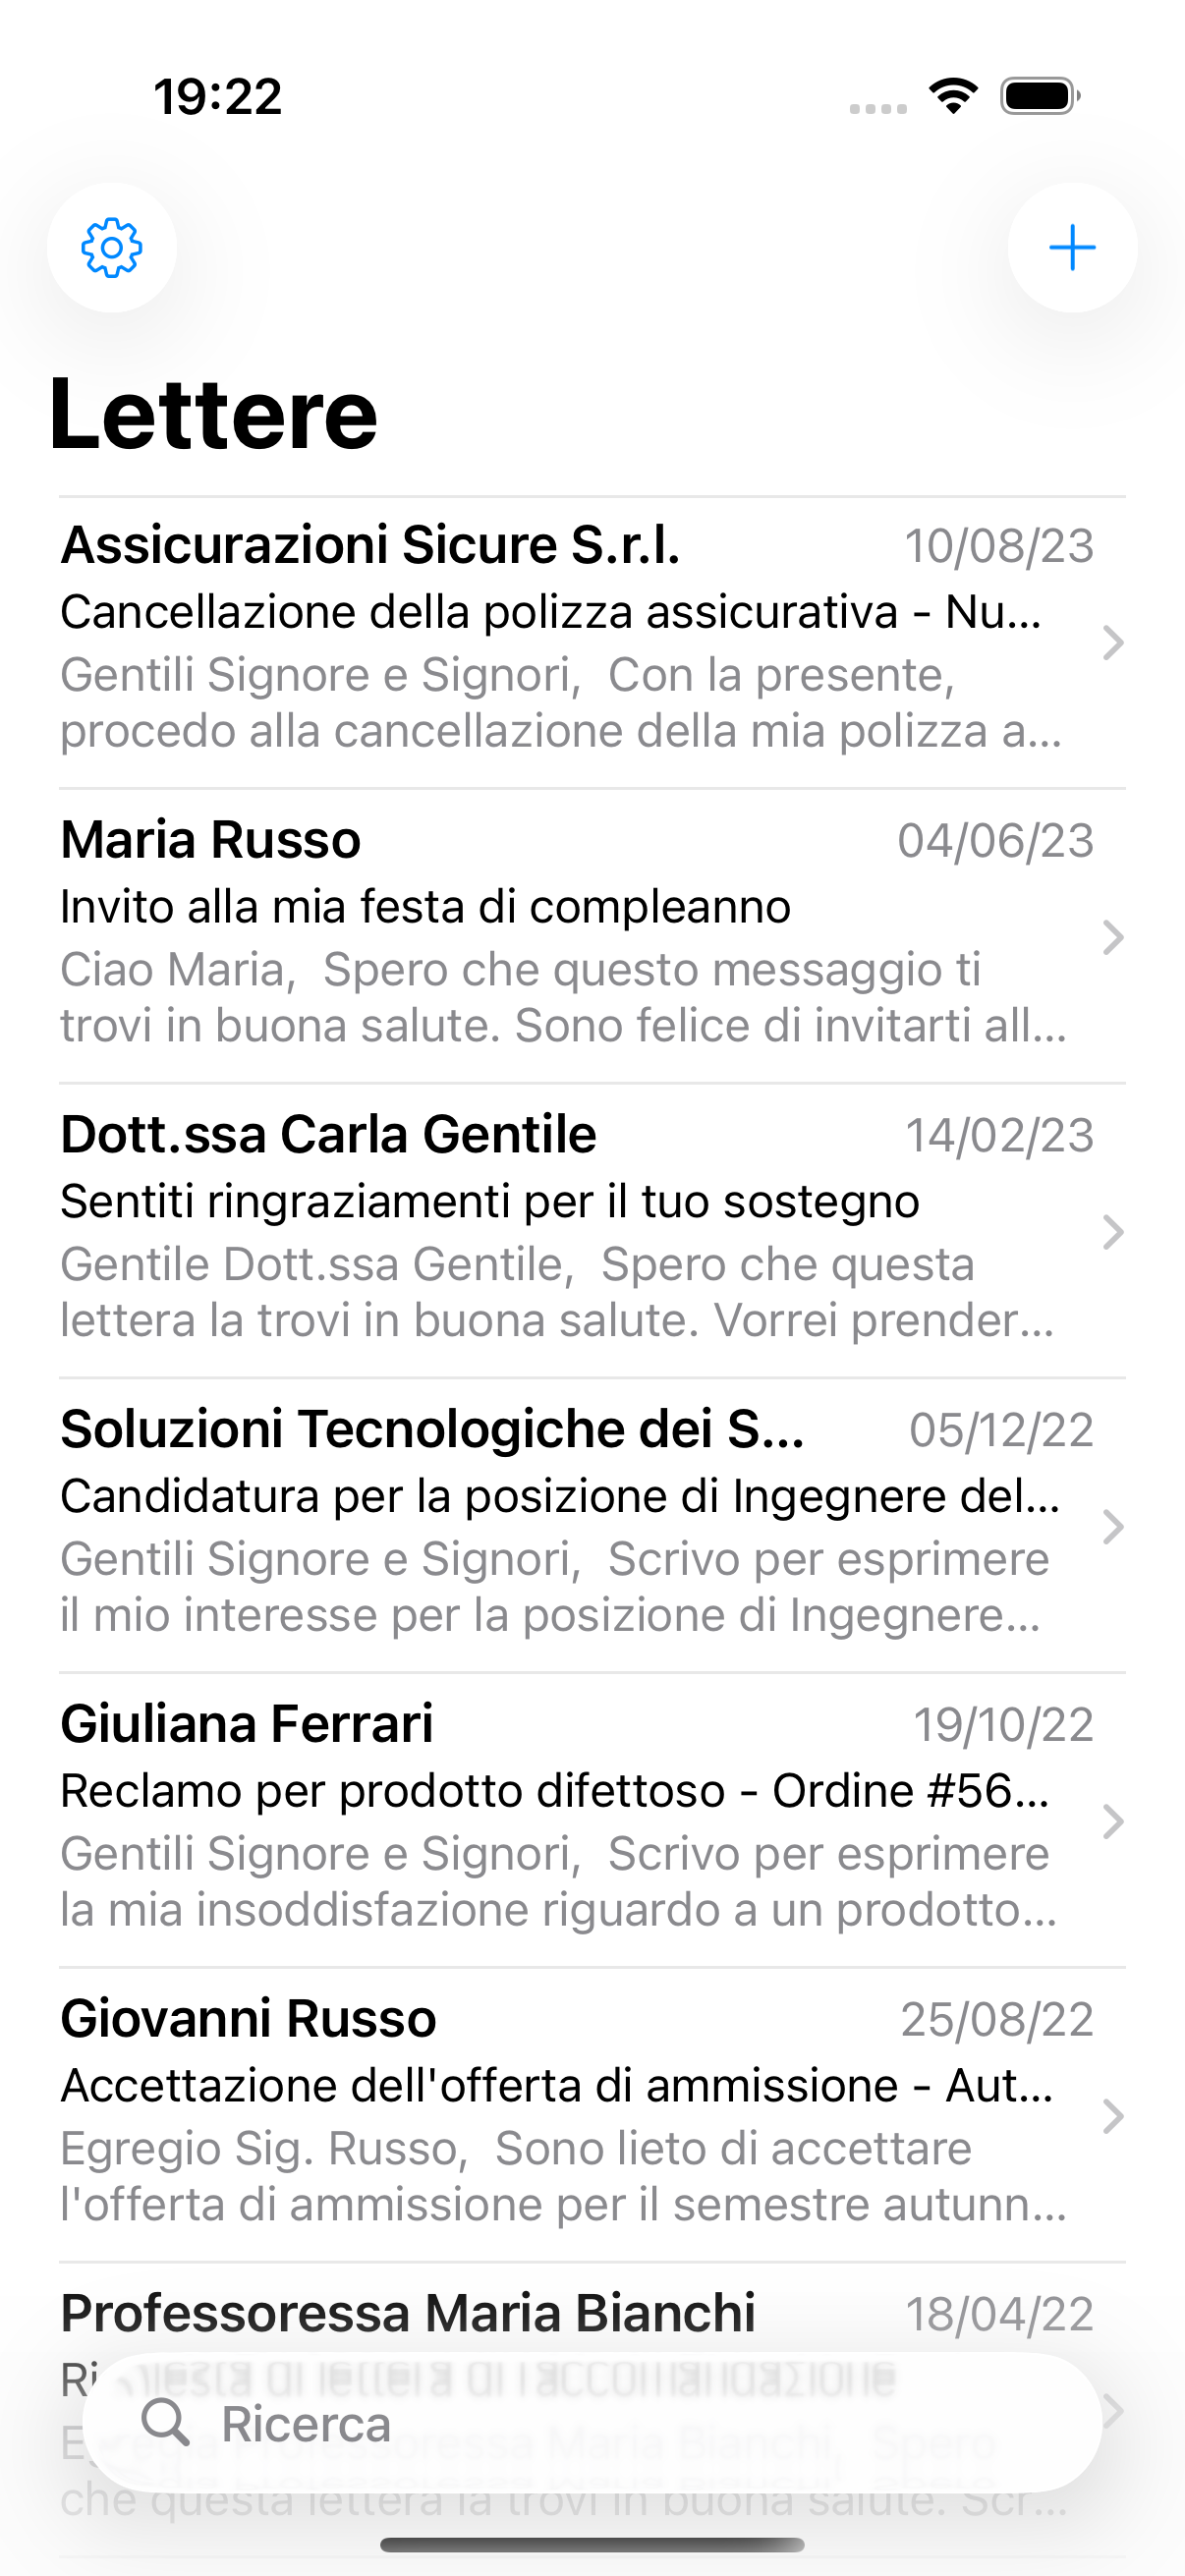 19:22
Lettere
Assicurazioni Sicure S.r.l.
10/08/23
Cancellazione della polizza assicurativa - Nu...
Gentili Signore e Signori,  Con la presente,
procedo alla cancellazione della mia polizza a...
Maria Russo
04/06/23
Invito alla mia festa di compleanno
Ciao Maria,  Spero che questo messaggio ti
trovi in buona salute. Sono felice di invitarti all...
Dott.ssa Carla Gentile
14/02/23
Sentiti ringraziamenti per il tuo sostegno
Gentile Dott.ssa Gentile,  Spero che questa
lettera la trovi in buona salute. Vorrei prender...
Soluzioni Tecnologiche dei S...
05/12/22
Candidatura per la posizione di Ingegnere del...
Gentili Signore e Signori,  Scrivo per esprimere
il mio interesse per la posizione di Ingegnere...
Giuliana Ferrari
19/10/22
Reclamo per prodotto difettoso - Ordine #56...
Gentili Signore e Signori,  Scrivo per esprimere
la mia insoddisfazione riguardo a un prodotto...
Giovanni Russo
25/08/22
Accettazione dell'offerta di ammissione - Aut...
Egregio Sig. Russo,  Sono lieto di accettare
l'offerta di ammissione per il semestre autunn...
Professoressa Maria Bianchi
18/04/22
Richiesta di lettera di raccomandazione
Egregia Professoressa Maria Bianchi,  Spero
che questa lettera la trovi in buona salute. Scr...
Ricerca